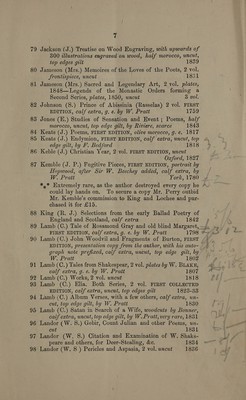 7
79 Jackson (J.) Treatise on Wood Engraving, with upwards of
300 illustrations engraved on wood, half morocco, uncut,
top edges gilt 1839
80 Jameson (Mrs.) Memoirs of the Loves of the Poets, 2 vol.
frontispiece, uncut 1831
81 Jameson (Mrs.) Sacred and Legendary Art, 2 vol. plates,
1848—Legends of the Monastic Orders forming a
Second Series, plates, 1850, uncut 3 vol.
82 Johnson (S.) Prince of Abissinia (Rasselas) 2 vol. FIRST
EDITION, calf extra, g. e. by W. Pratt 1759
83 Jones (E.) Studies of Sensation and Event; Poems, half
morocco, uncut, top edge gilt, by Riviere, scarce 1843
84 Keats (J.) Poems, FIRST EDITION, olive morocco, g. e. 1817
85 Keats (J.) Endymion, FIRST EDITION, calf extra, uncut, top
edge gilt, by F. Bedford 1818
86 Keble (J.) Christian Year, 2 vol. FIRST EDITION, uncut
Oxford, 1827
87 Kemble (J. P.) Fugitive Pieces, FIRST EDITION, portrait by
Hopwood, after Sir W. Beechey added, calf extra, by
W. Pratt York, 1780
*** Extremely rare, as the author destroyed every copy he
could lay hands on. To secure a copy Mr. Perry outbid
Mr. Kemble's commission to King and Lochee and pur-
chased it for £15.
88 King (R. J.) Selections from the early Ballad Poetry of
England and Scotland, calf extra 1842
89 Lamb (C.) Tale of Rosamund Gray and old blind Margaret,
FIRST EDITION, calf extra, g. e. by W. Pratt 1798
90 Lamb (C.) John Woodvil and Fragments of Burton, FIRST
EDITION, presentation copy from the author, with his auto-
graph note prefixed, calf extra, uncut, top edge gilt, by
W. Pratt 1802
91 Lamb (C.) Tales from Shakespear, 2 vol. plates by W. BLAKE,
calf extra, g. e. by W. Pratt 1807
92 Lamb (C.) Works, 2 vol. uncut 1818
93 Lamb (C.) Elia. Both Series, 2 vol. FIRST COLLECTED
EDITION, calf extra, uncut, top edges gilt 1823-33
94 Lamb (C.) Album Verses, with a few others, calf extra, un-
cut, top edge gilt, by W. Pratt 1830
95 Lamb (C.) Satan in Search of a Wife, woodcuts by Bonner,
calf extra, uncut, top edge gilt, by W. Pratt, very rare, 1831
96 Landor (W. S.) Gebir, Count Julian and other Poems, un-
cut 1831
97 Landor (W. S.) Citation and Examination of W. Shake-
peare and others, for Deer-Stealing, &c. 1834
98 Landor (W. S.) Pericles and Aspasia, 2 vol. uncut 1836